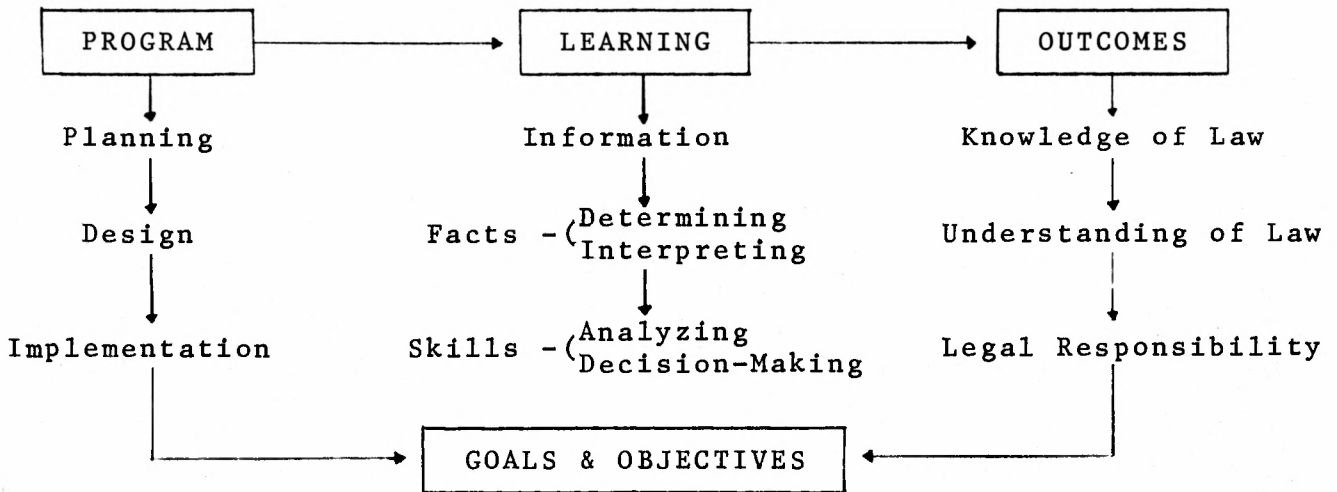 PROGRAM LEARNING OUTCOMES
Planning Information Knowledge of Law
Design Facts -(Determining Understanding of Law
Interpreting
Implementation Skills -(Analyzing Legal Responsibility
Decision-Making
GOALS & OBJECTIVES